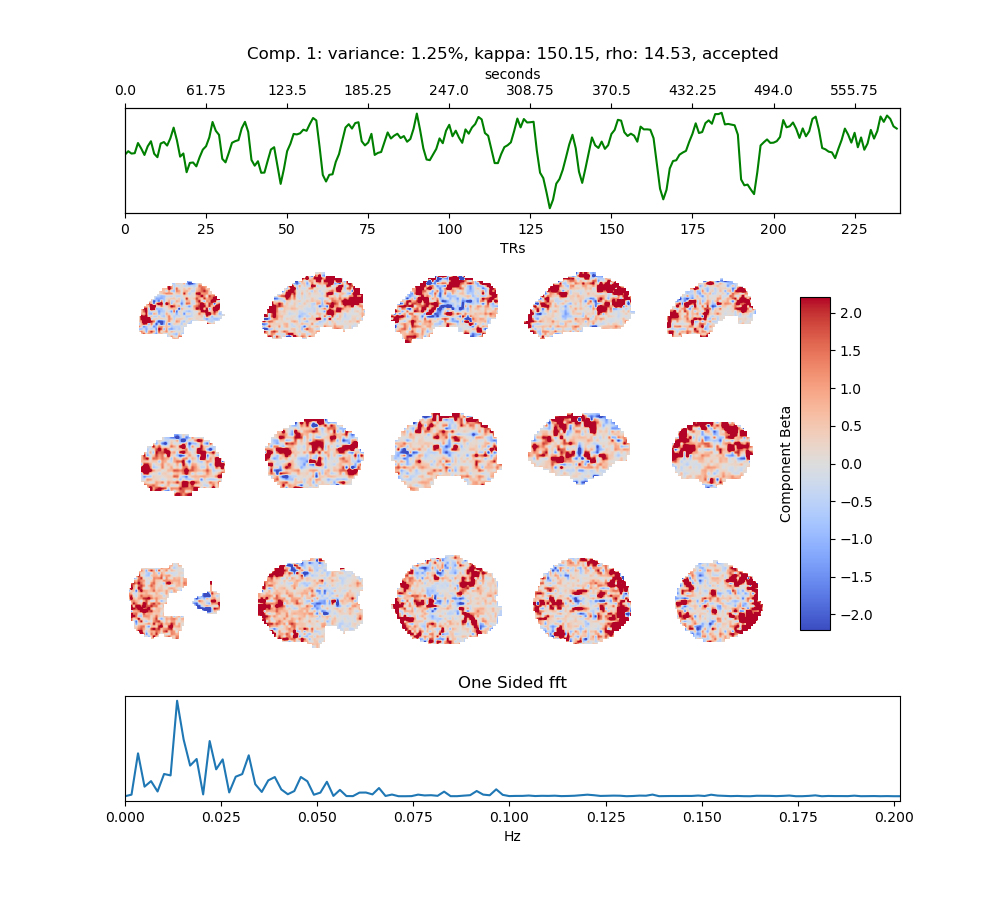 Comp. 1: variance: 1.25%, kappa: 150.15, rho: 14.53, accepted
seconds
0.0 61.75 123.5 185.25 247.0 308.75 370.5 432.25 494.0 555.75
0 25 50 75 100 125 150 175 200 225
TRs
2.0
1.5
1.0
0.5
0.0
−0.5
−1.0
−1.5
−2.0
Component Beta
One Sided fft
0.000 0.025 0.050 0.075 0.100 0.125 0.150 0.175 0.200
Hz